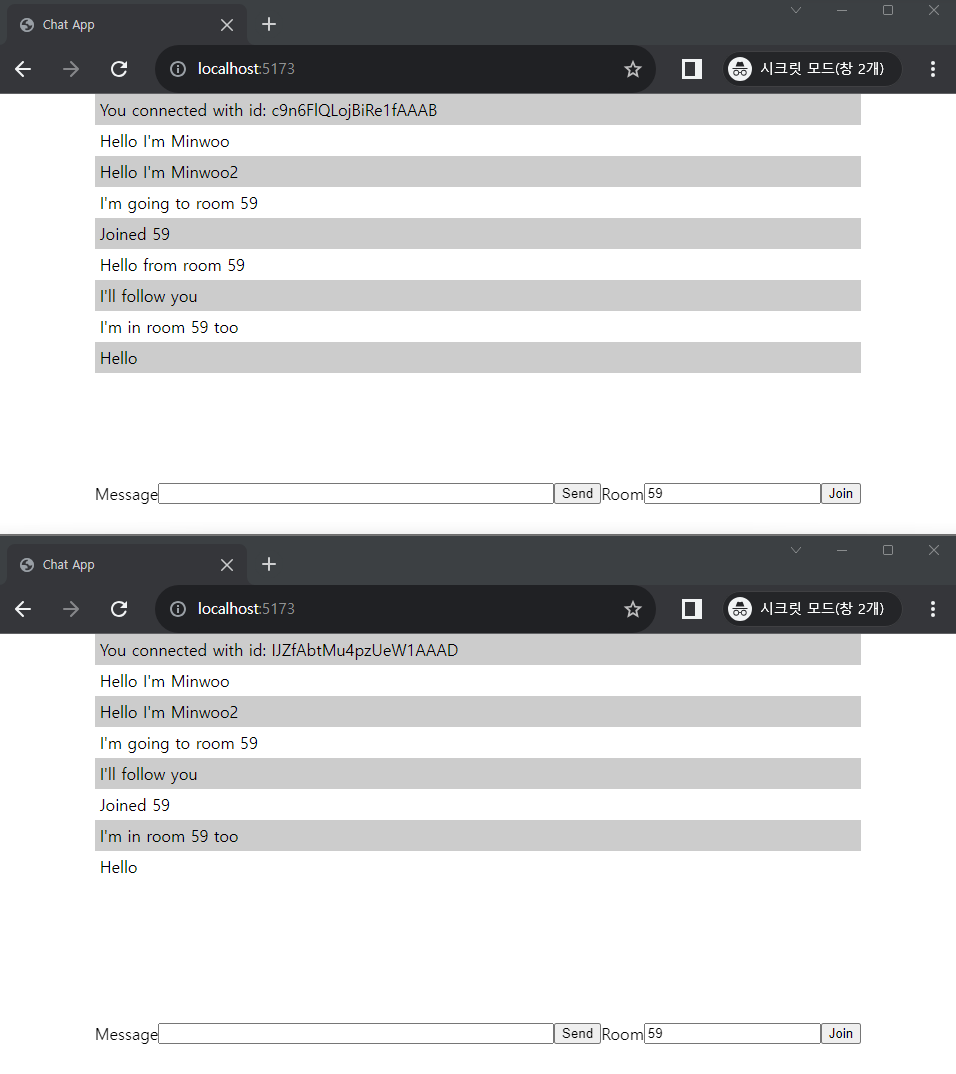 Chat App
localhost:5173
시크릿 모드(창 2개)
You connected with id: c9n6FlQLojBiRe1fAAAB
Hello I'm Minwoo
Hello I'm Minwoo2
I'm going to room 59
Joined 59
Hello from room 59
I'll follow you
I'm in room 59 too
Hello
Message Send Room 59 Join
Chat App
localhost:5173
시크릿 모드(창 2개)
You connected with id: IJZfAbtMu4pzUeW1AAAD
Hello I'm Minwoo
Hello I'm Minwoo2
I'm going to room 59
I'll follow you
Joined 59
I'm in room 59 too
Hello
Message Send Room 59 Join